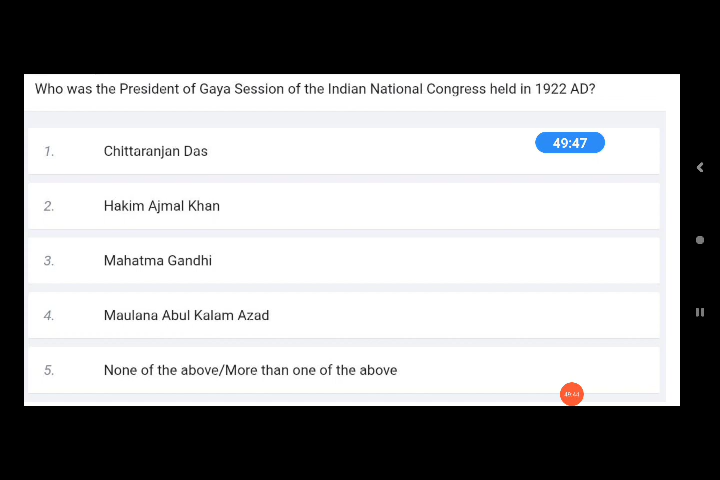 Who was the President of Gaya Session of the Indian National Congress held in 1922 AD?
49:47
1. Chittaranjan Das
2. Hakim Ajmal Khan
3. Mahatma Gandhi
4. Maulana Abul Kalam Azad
5. None of the above/More than one of the above